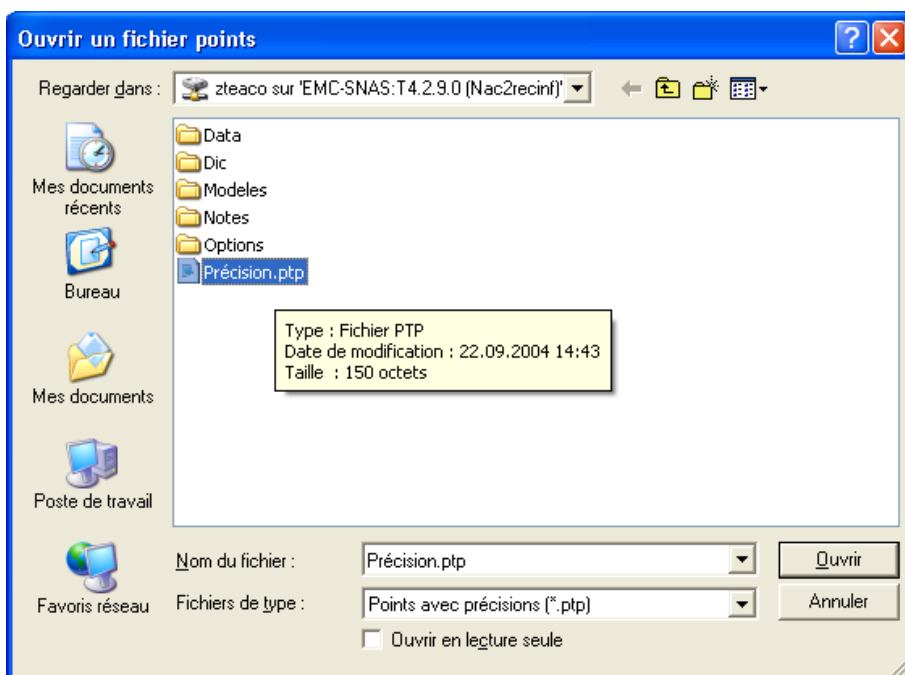 Ouvrir un fichier points
Regarder dans :
zteaco sur 'EMC-SNAS:T4.2.9.0 (Nac2recinf)'
Mes documents
récents
Bureau
Mes documents
Poste de travail
Favoris réseau
Data
Dic
Modeles
Notes
Options
Précision.ptp
Type : Fichier PTP
Date de modification : 22.09.2004 14:43
Taille : 150 octets
Nom du fichier :
Précision.ptp
Ouvrir
Fichiers de type :
Points avec précisions (*.ptp)
Annuler
Ouvrir en lecture seule